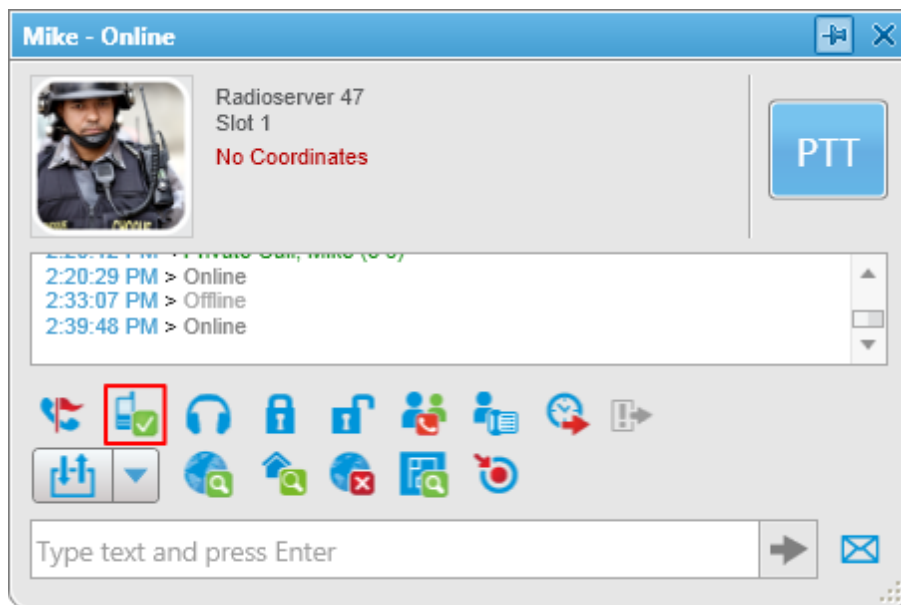 Mike - Online
Radioserver 47
Slot 1
No Coordinates
PTT
2:20:29 PM > Online
2:33:07 PM > Offline
2:39:48 PM > Online
Type text and press Enter